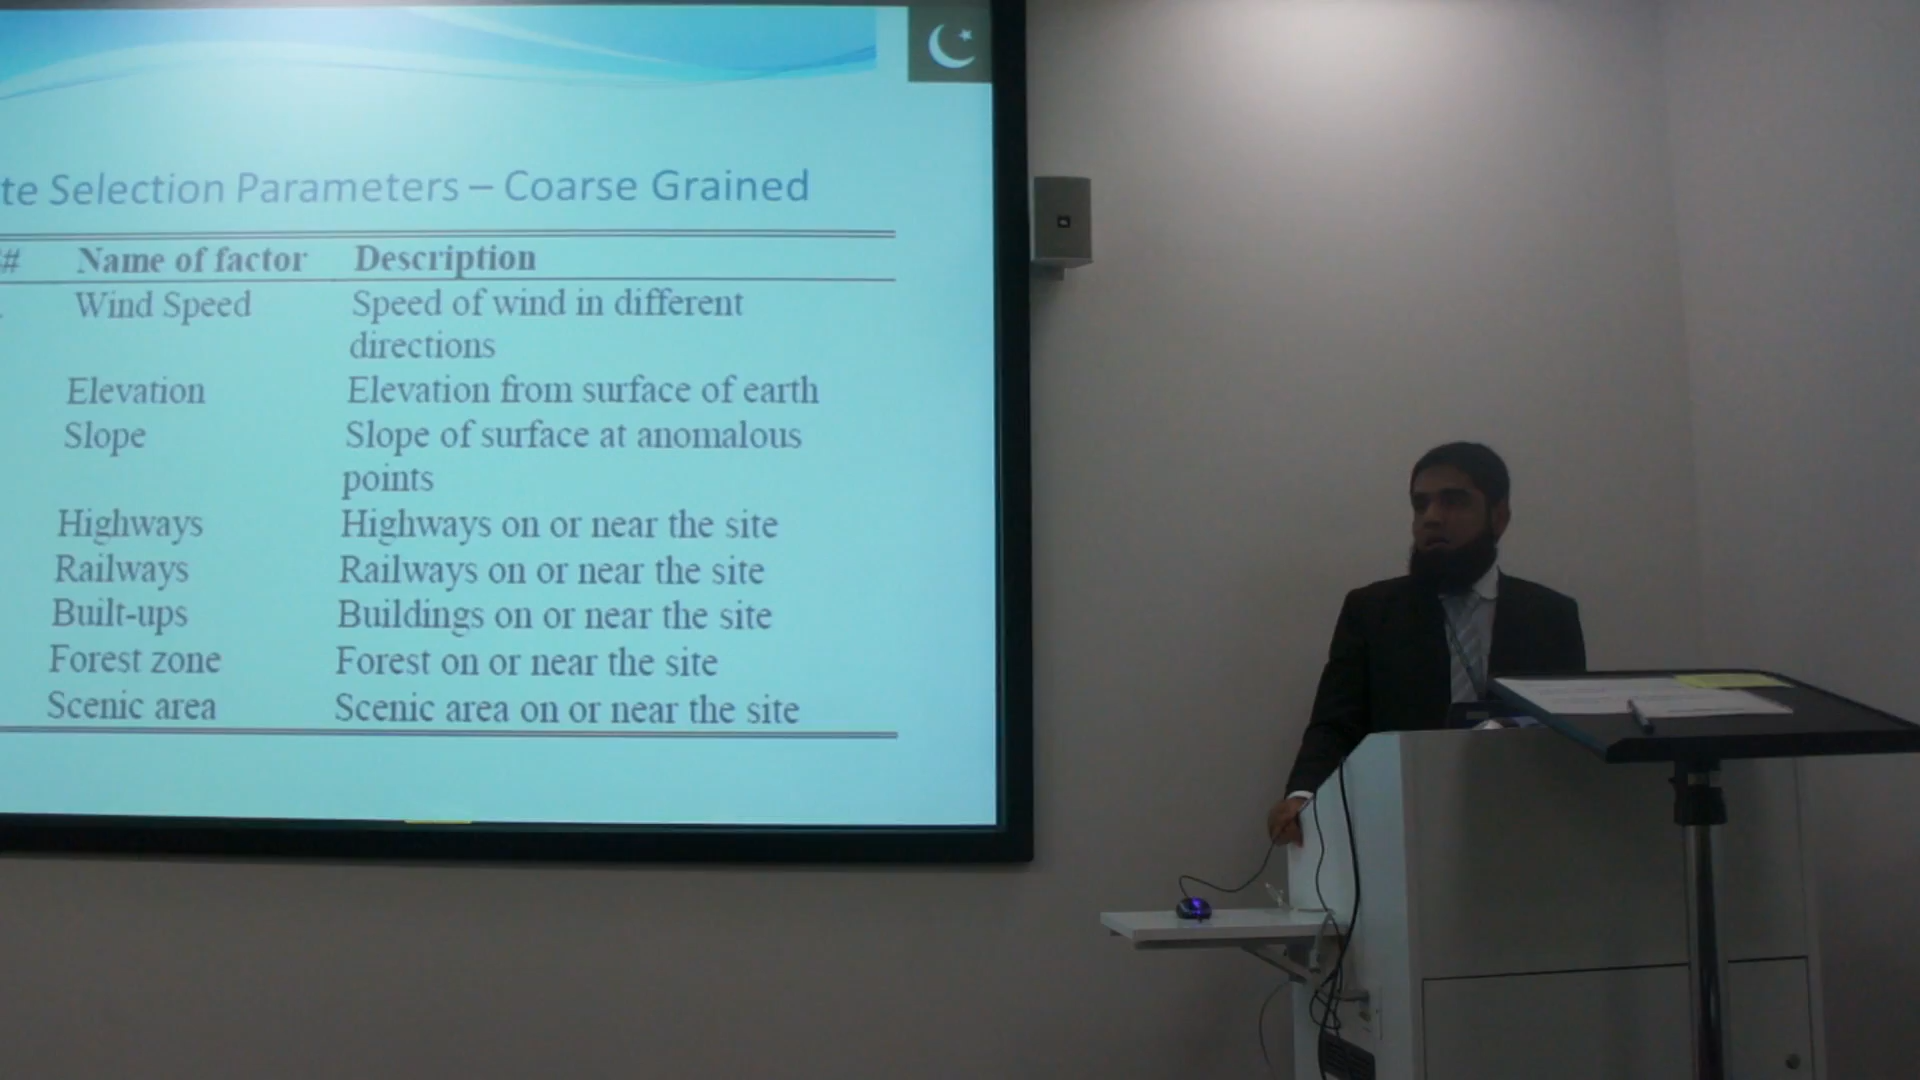 te Selection Parameters – Coarse Grained
# Name of factor Description
Wind Speed Speed of wind in different
directions
Elevation Elevation from surface of earth
Slope Slope of surface at anomalous
points
Highways Highways on or near the site
Railways Railways on or near the site
Built-ups Buildings on or near the site
Forest zone Forest on or near the site
Scenic area Scenic area on or near the site